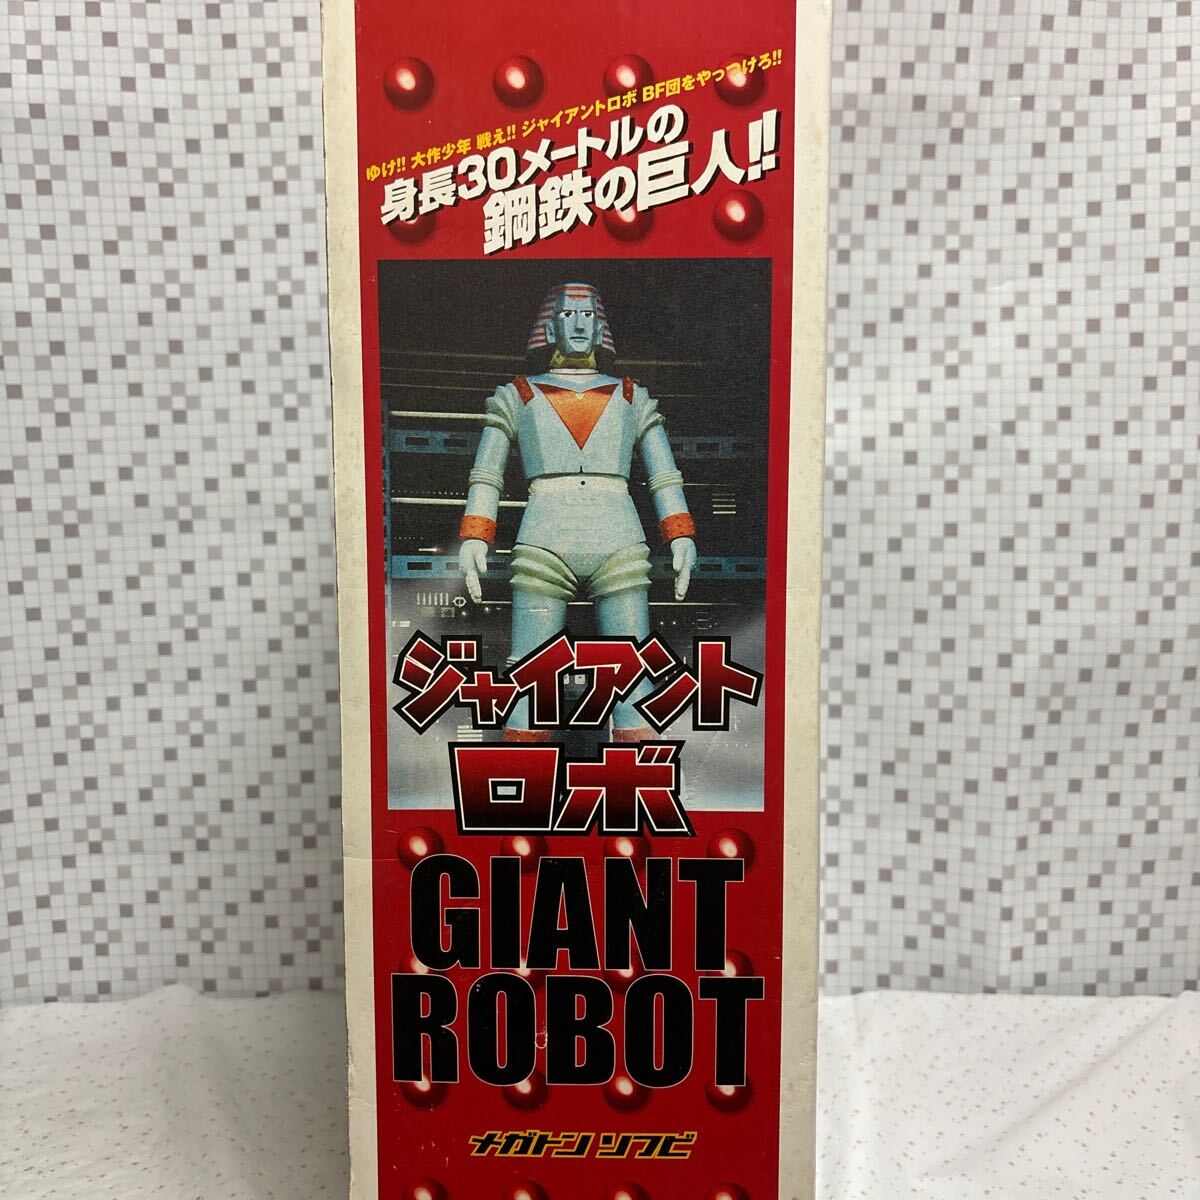 ゆけ!! 大作少年 戦え!! ジャイアントロボ BF団をやっつけろ!!
身長30メートルの
鋼鉄の巨人!!
ジャイアント
ロボ
GIANT
ROBOT
メガトン ソフビ